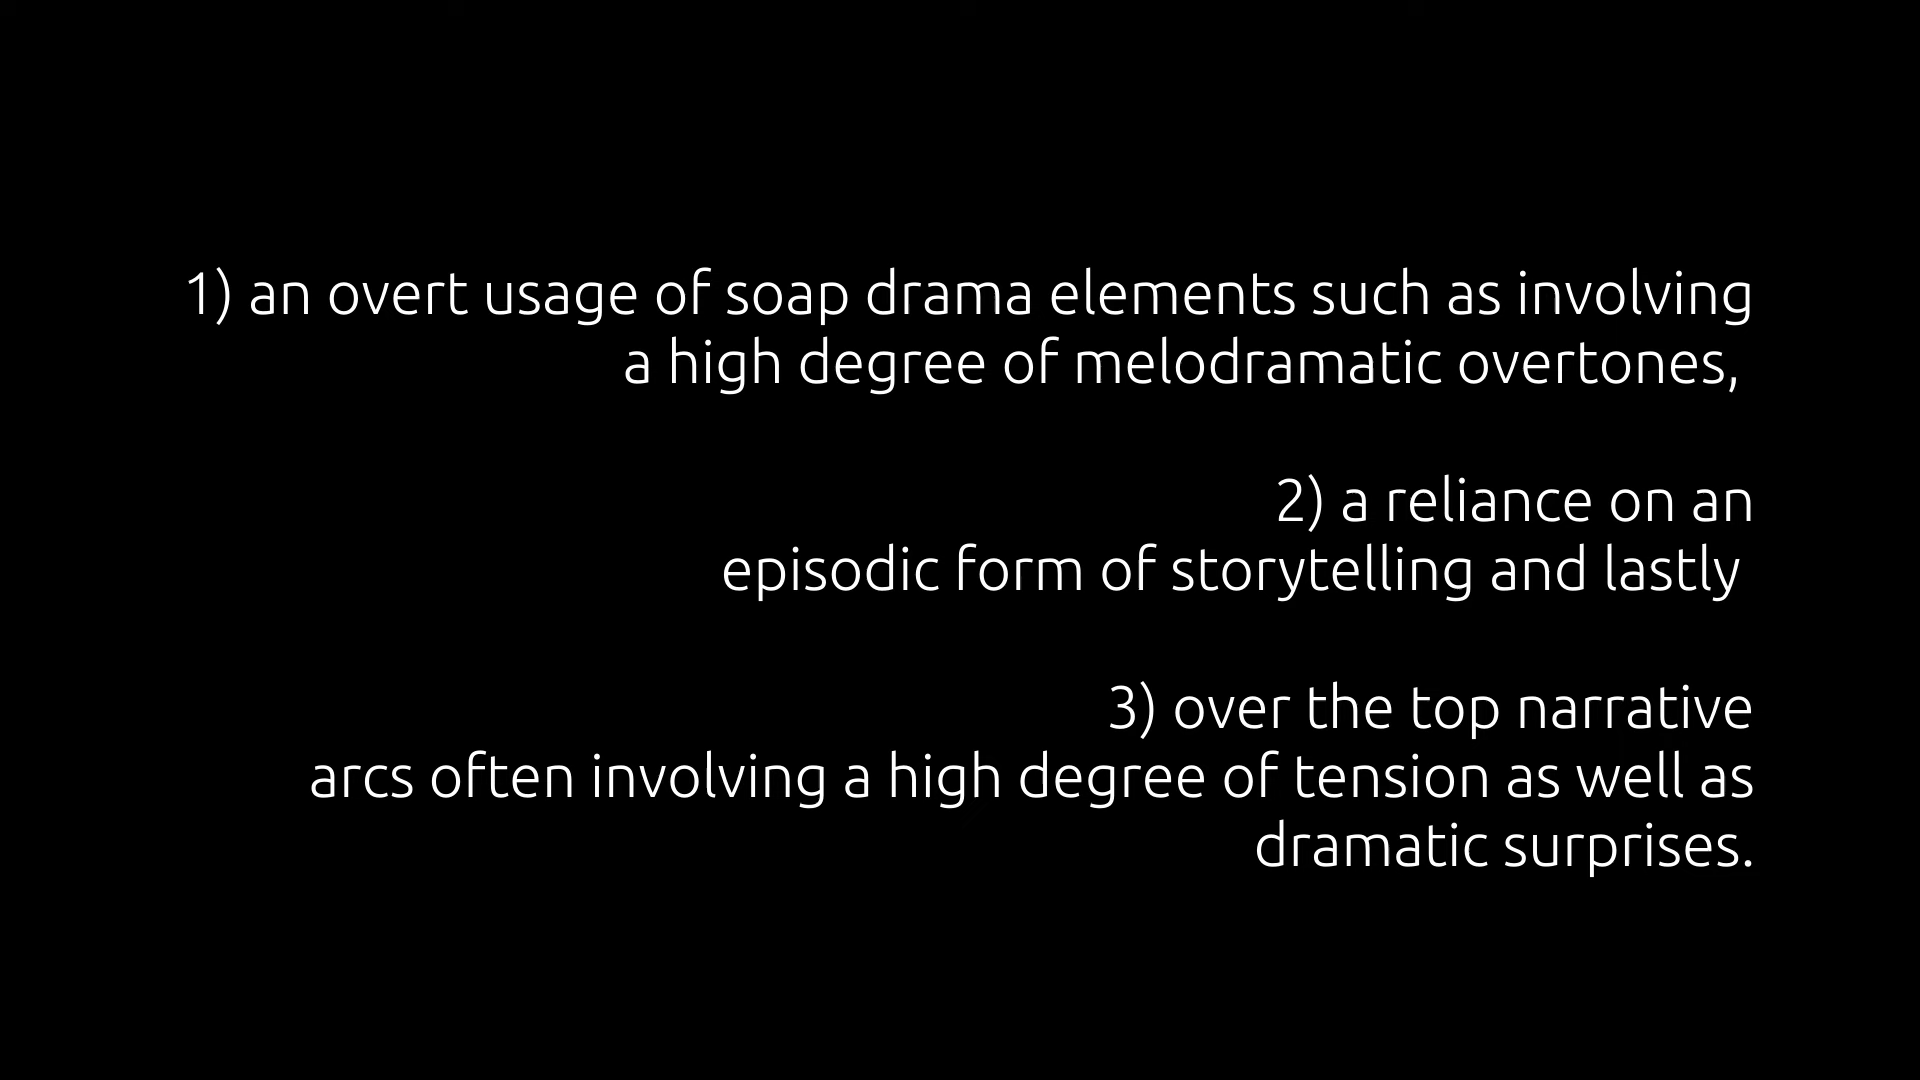 1) an overt usage of soap drama elements such as involving
a high degree of melodramatic overtones,
2) a reliance on an
episodic form of storytelling and lastly
3) over the top narrative
arcs often involving a high degree of tension as well as
dramatic surprises.